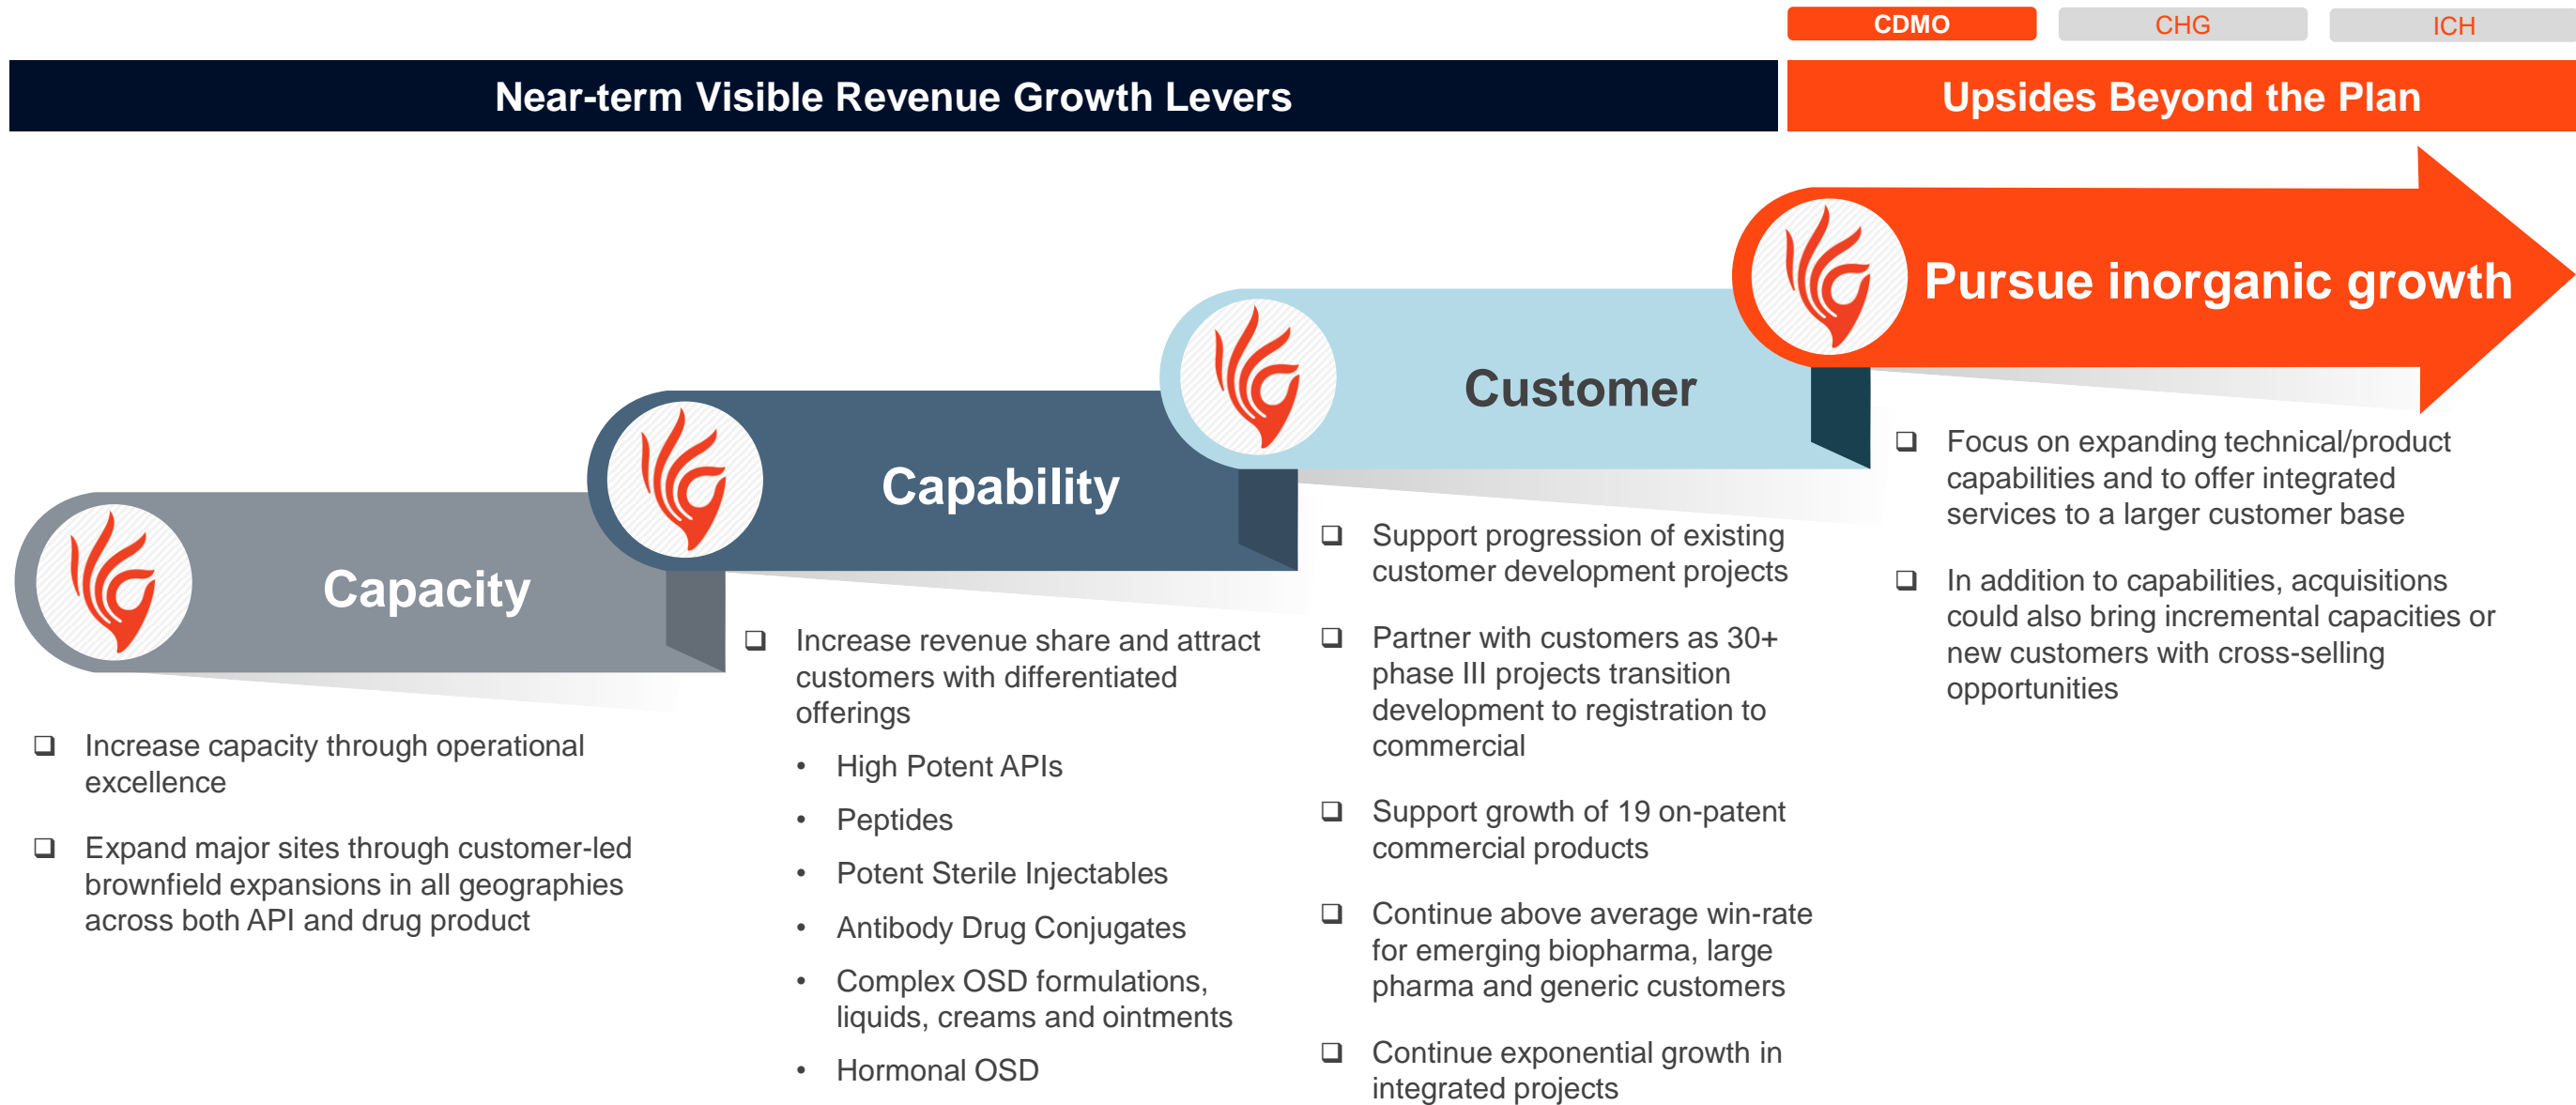 CDMO
CHG
ICH
Near-term Visible Revenue Growth Levers
Upsides Beyond the Plan
Capacity
❑ Increase capacity through operational
excellence
❑ Expand major sites through customer-led
brownfield expansions in all geographies
across both API and drug product
Capability
❑ Increase revenue share and attract
customers with differentiated
offerings
• High Potent APIs
• Peptides
• Potent Sterile Injectables
• Antibody Drug Conjugates
• Complex OSD formulations,
liquids, creams and ointments
• Hormonal OSD
Customer
❑ Support progression of existing
customer development projects
❑ Partner with customers as 30+
phase III projects transition
development to registration to
commercial
❑ Support growth of 19 on-patent
commercial products
❑ Continue above average win-rate
for emerging biopharma, large
pharma and generic customers
❑ Continue exponential growth in
integrated projects
Pursue inorganic growth
❑ Focus on expanding technical/product
capabilities and to offer integrated
services to a larger customer base
❑ In addition to capabilities, acquisitions
could also bring incremental capacities or
new customers with cross-selling
opportunities